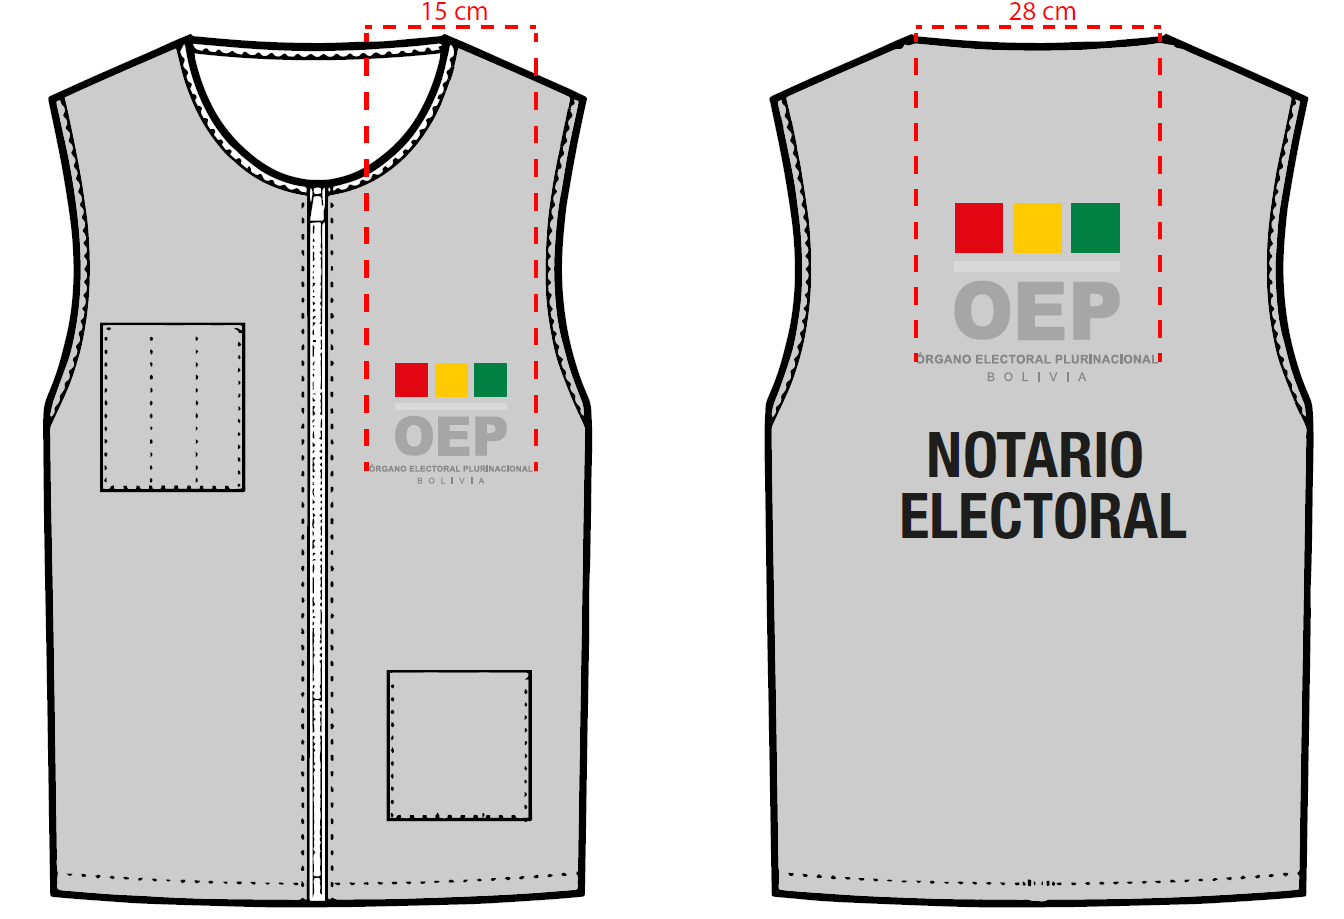 15 cm
OEP
ÓRGANO ELECTORAL PLURINACIONAL
BOLIVIA
28 cm
OEP
ÓRGANO ELECTORAL PLURINACIONAL
BOLIVIA
NOTARIO
ELECTORAL